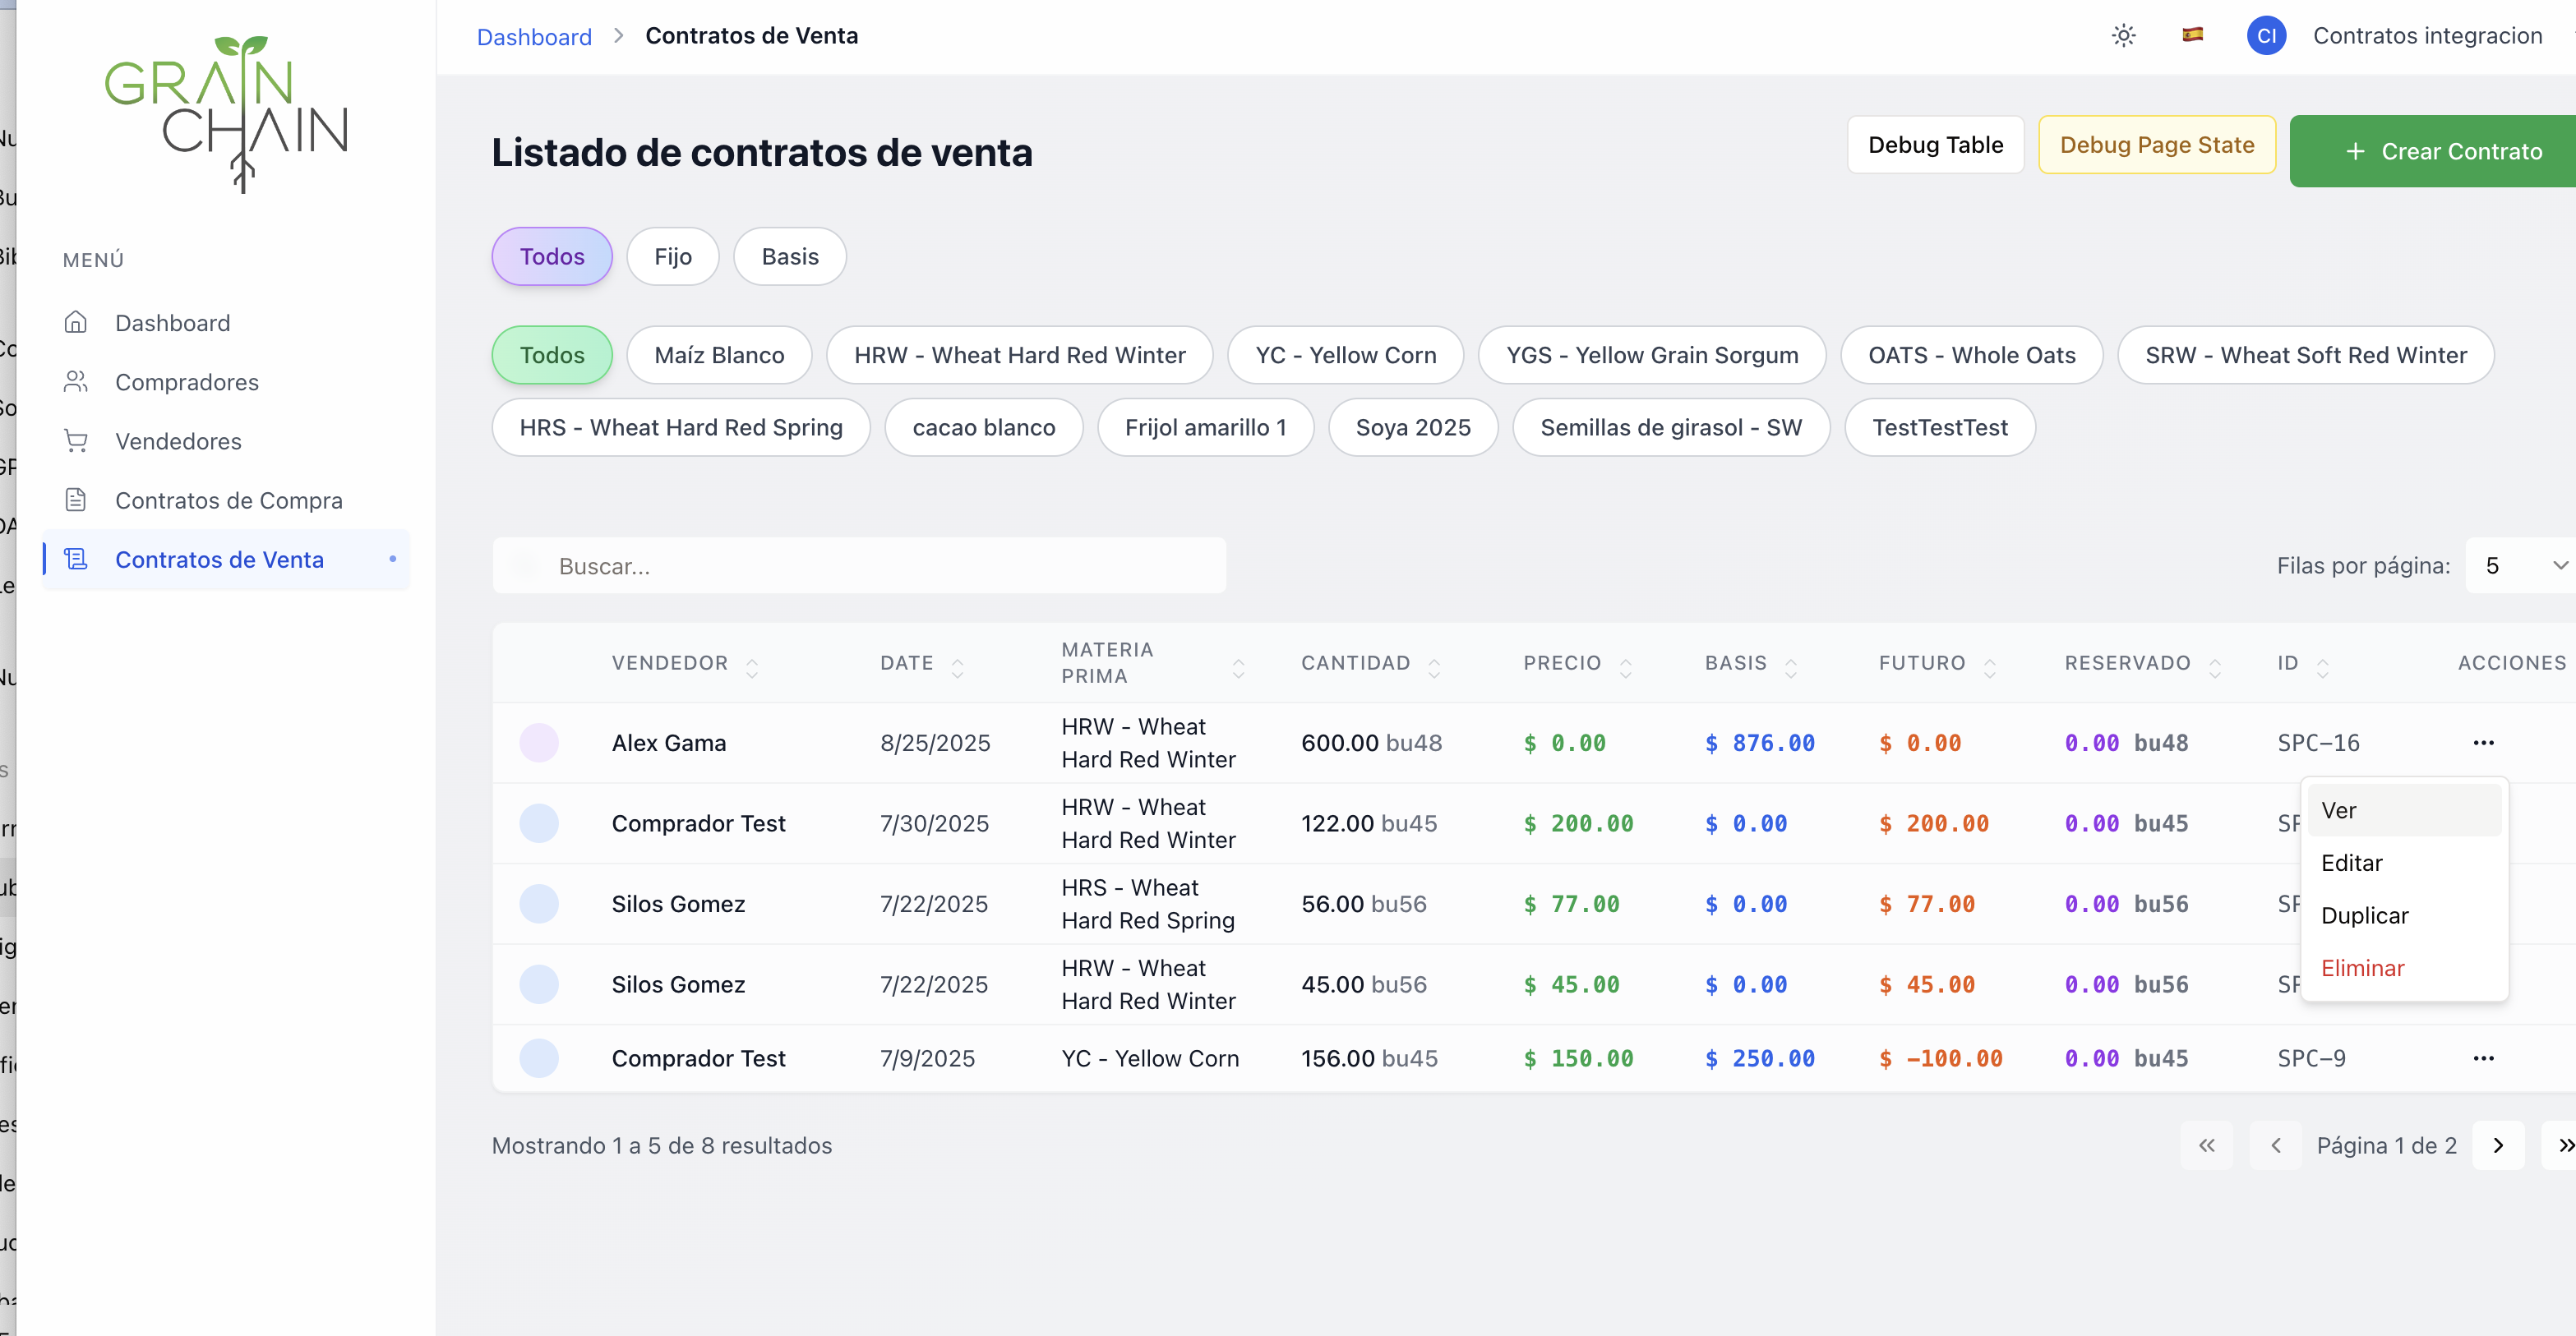 GRAIN
CHAIN
Dashboard > Contratos de Venta
CI Contratos integracion
Listado de contratos de venta
Debug Table
Debug Page State
+ Crear Contrato
MENÚ
Dashboard
Compradores
Vendedores
Contratos de Compra
Contratos de Venta
Todos Fijo Basis
Todos Maíz Blanco HRW - Wheat Hard Red Winter YC - Yellow Corn YGS - Yellow Grain Sorgum OATS - Whole Oats SRW - Wheat Soft Red Winter
HRS - Wheat Hard Red Spring cacao blanco Frijol amarillo 1 Soya 2025 Semillas de girasol - SW TestTestTest
Buscar...
Filas por página: 5
VENDEDOR DATE MATERIA PRIMA CANTIDAD PRECIO BASIS FUTURO RESERVADO ID ACCIONES
Alex Gama 8/25/2025 HRW - Wheat Hard Red Winter 600.00 bu48 $ 0.00 $ 876.00 $ 0.00 0.00 bu48 SPC-16 ...
Comprador Test 7/30/2025 HRW - Wheat Hard Red Winter 122.00 bu45 $ 200.00 $ 0.00 $ 200.00 0.00 bu45
Silos Gomez 7/22/2025 HRS - Wheat Hard Red Spring 56.00 bu56 $ 77.00 $ 0.00 $ 77.00 0.00 bu56
Silos Gomez 7/22/2025 HRW - Wheat Hard Red Winter 45.00 bu56 $ 45.00 $ 0.00 $ 45.00 0.00 bu56
Comprador Test 7/9/2025 YC - Yellow Corn 156.00 bu45 $ 150.00 $ 250.00 $ -100.00 0.00 bu45 SPC-9 ...
Ver
Editar
Duplicar
Eliminar
Mostrando 1 a 5 de 8 resultados
« ‹ Página 1 de 2 › »